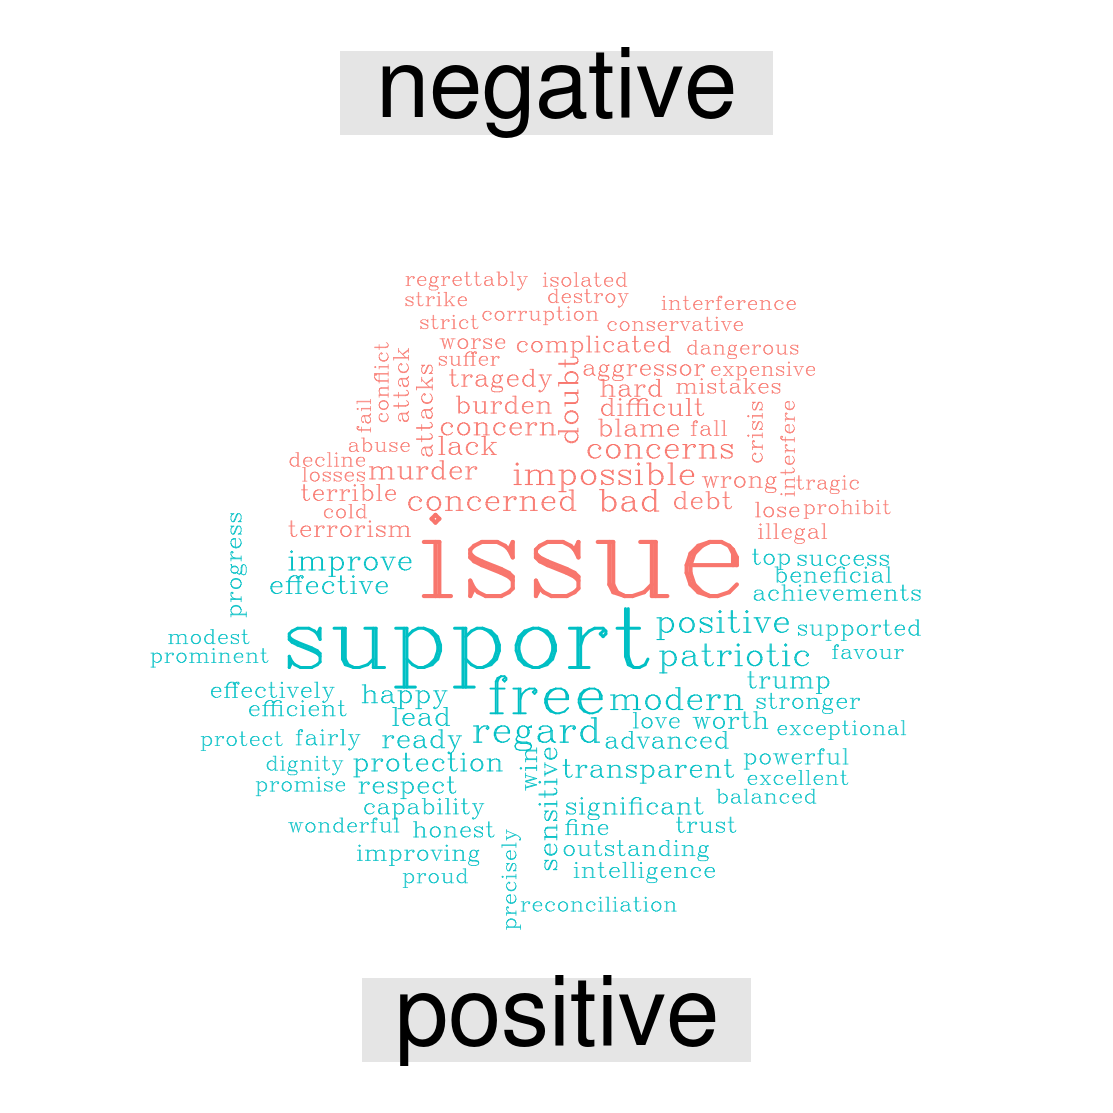 negative
regrettably isolated
strike destroy interference
strict corruption conservative
worse complicated dangerous
conflict attack suffer aggressor expensive
attacks tragedy doubt hard mistakes
fail burden difficult crisis interfere
concern blame fall
abuse lack concerns
decline murder impossible wrong tragic
losses
terrible concerned bad debt lose prohibit
cold
terrorism illegal
progress improve issue top success
effective beneficial
achievements
modest support positive supported
prominent patriotic favour
effectively happy free modern trump
efficient lead stronger
protect fairly ready regard love worth exceptional
advanced
dignity protection win sensitive transparent powerful
promise respect excellent
capability significant balanced
wonderful honest fine trust
improving precisely outstanding
proud intelligence
reconciliation
positive